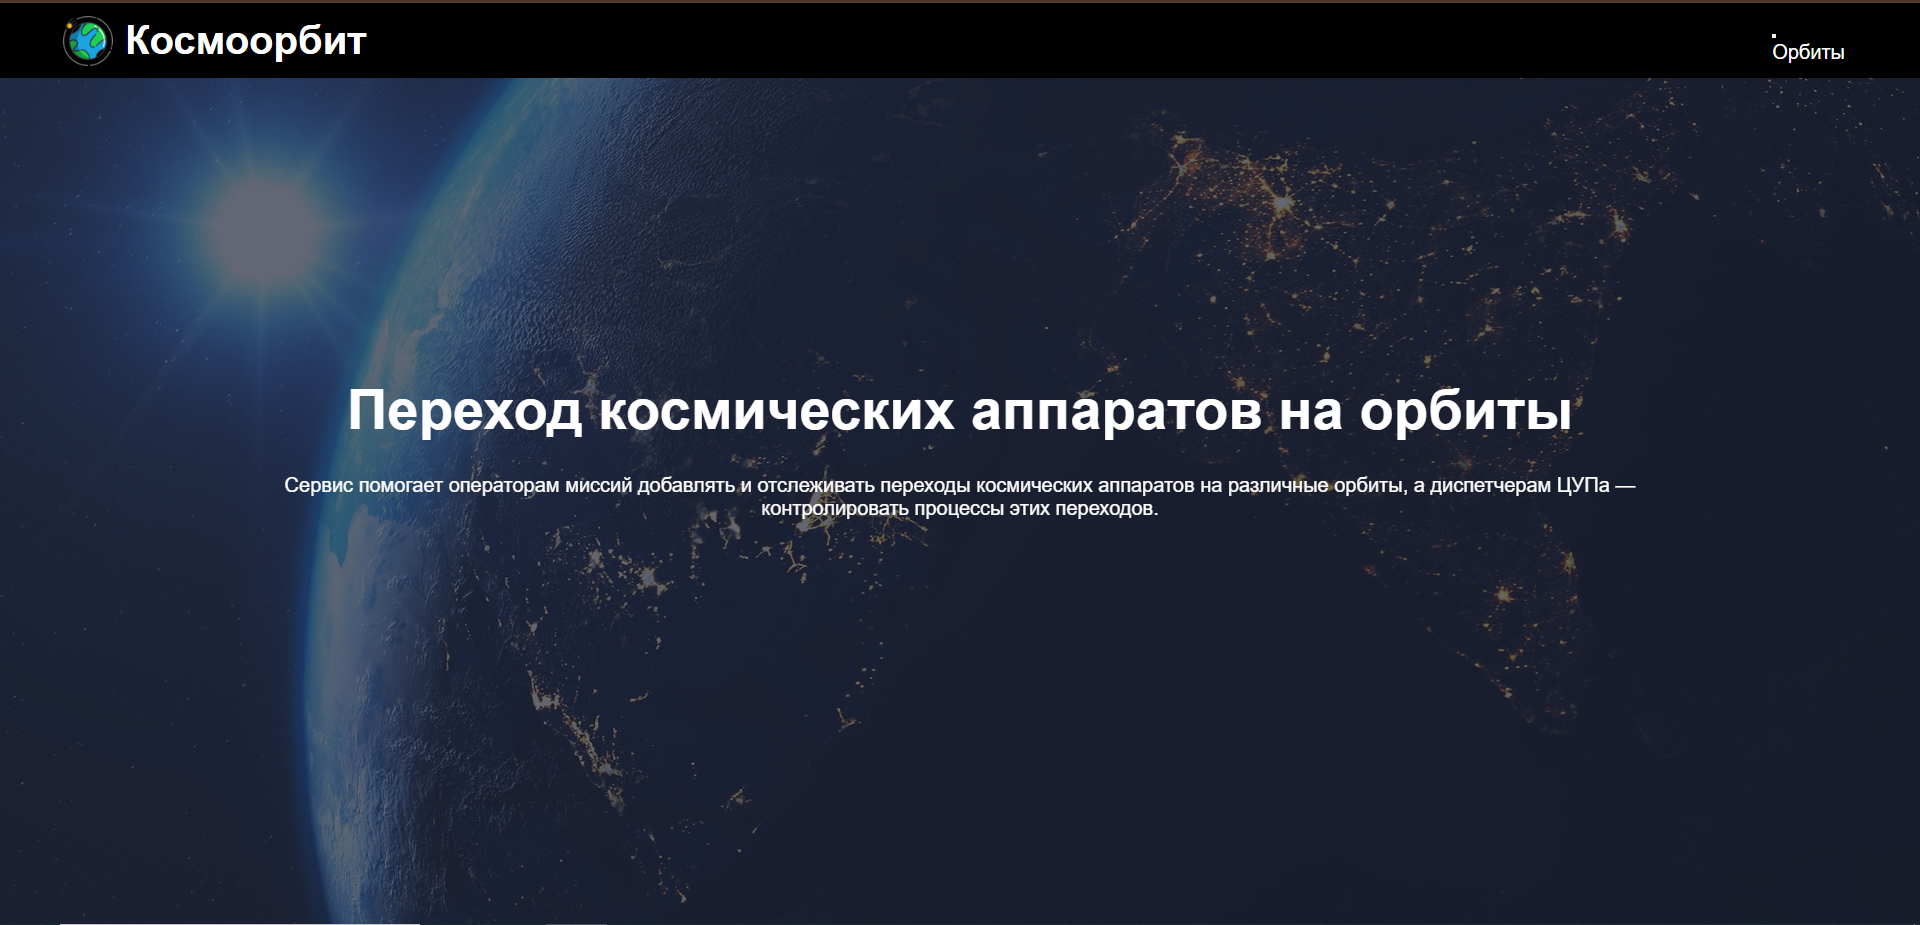 Космоорбит
Орбиты
Переход космических аппаратов на орбиты
Сервис помогает операторам миссий добавлять и отслеживать переходы космических аппаратов на различные орбиты, а диспетчерам ЦУПа —
контролировать процессы этих переходов.